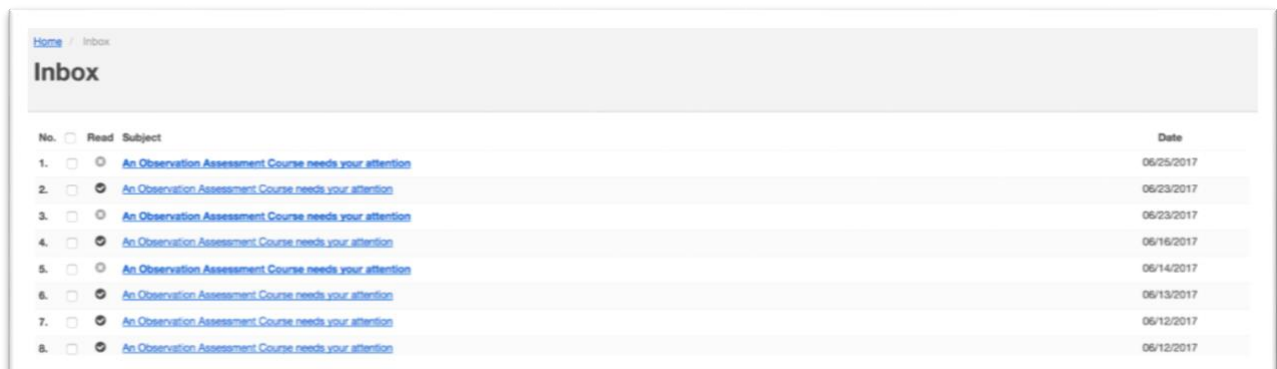 Home / Inbox
Inbox
No. Read Subject Date
1. An Observation Assessment Course needs your attention 06/25/2017
2. An Observation Assessment Course needs your attention 06/23/2017
3. An Observation Assessment Course needs your attention 06/23/2017
4. An Observation Assessment Course needs your attention 06/16/2017
5. An Observation Assessment Course needs your attention 06/14/2017
6. An Observation Assessment Course needs your attention 06/13/2017
7. An Observation Assessment Course needs your attention 06/12/2017
8. An Observation Assessment Course needs your attention 06/12/2017